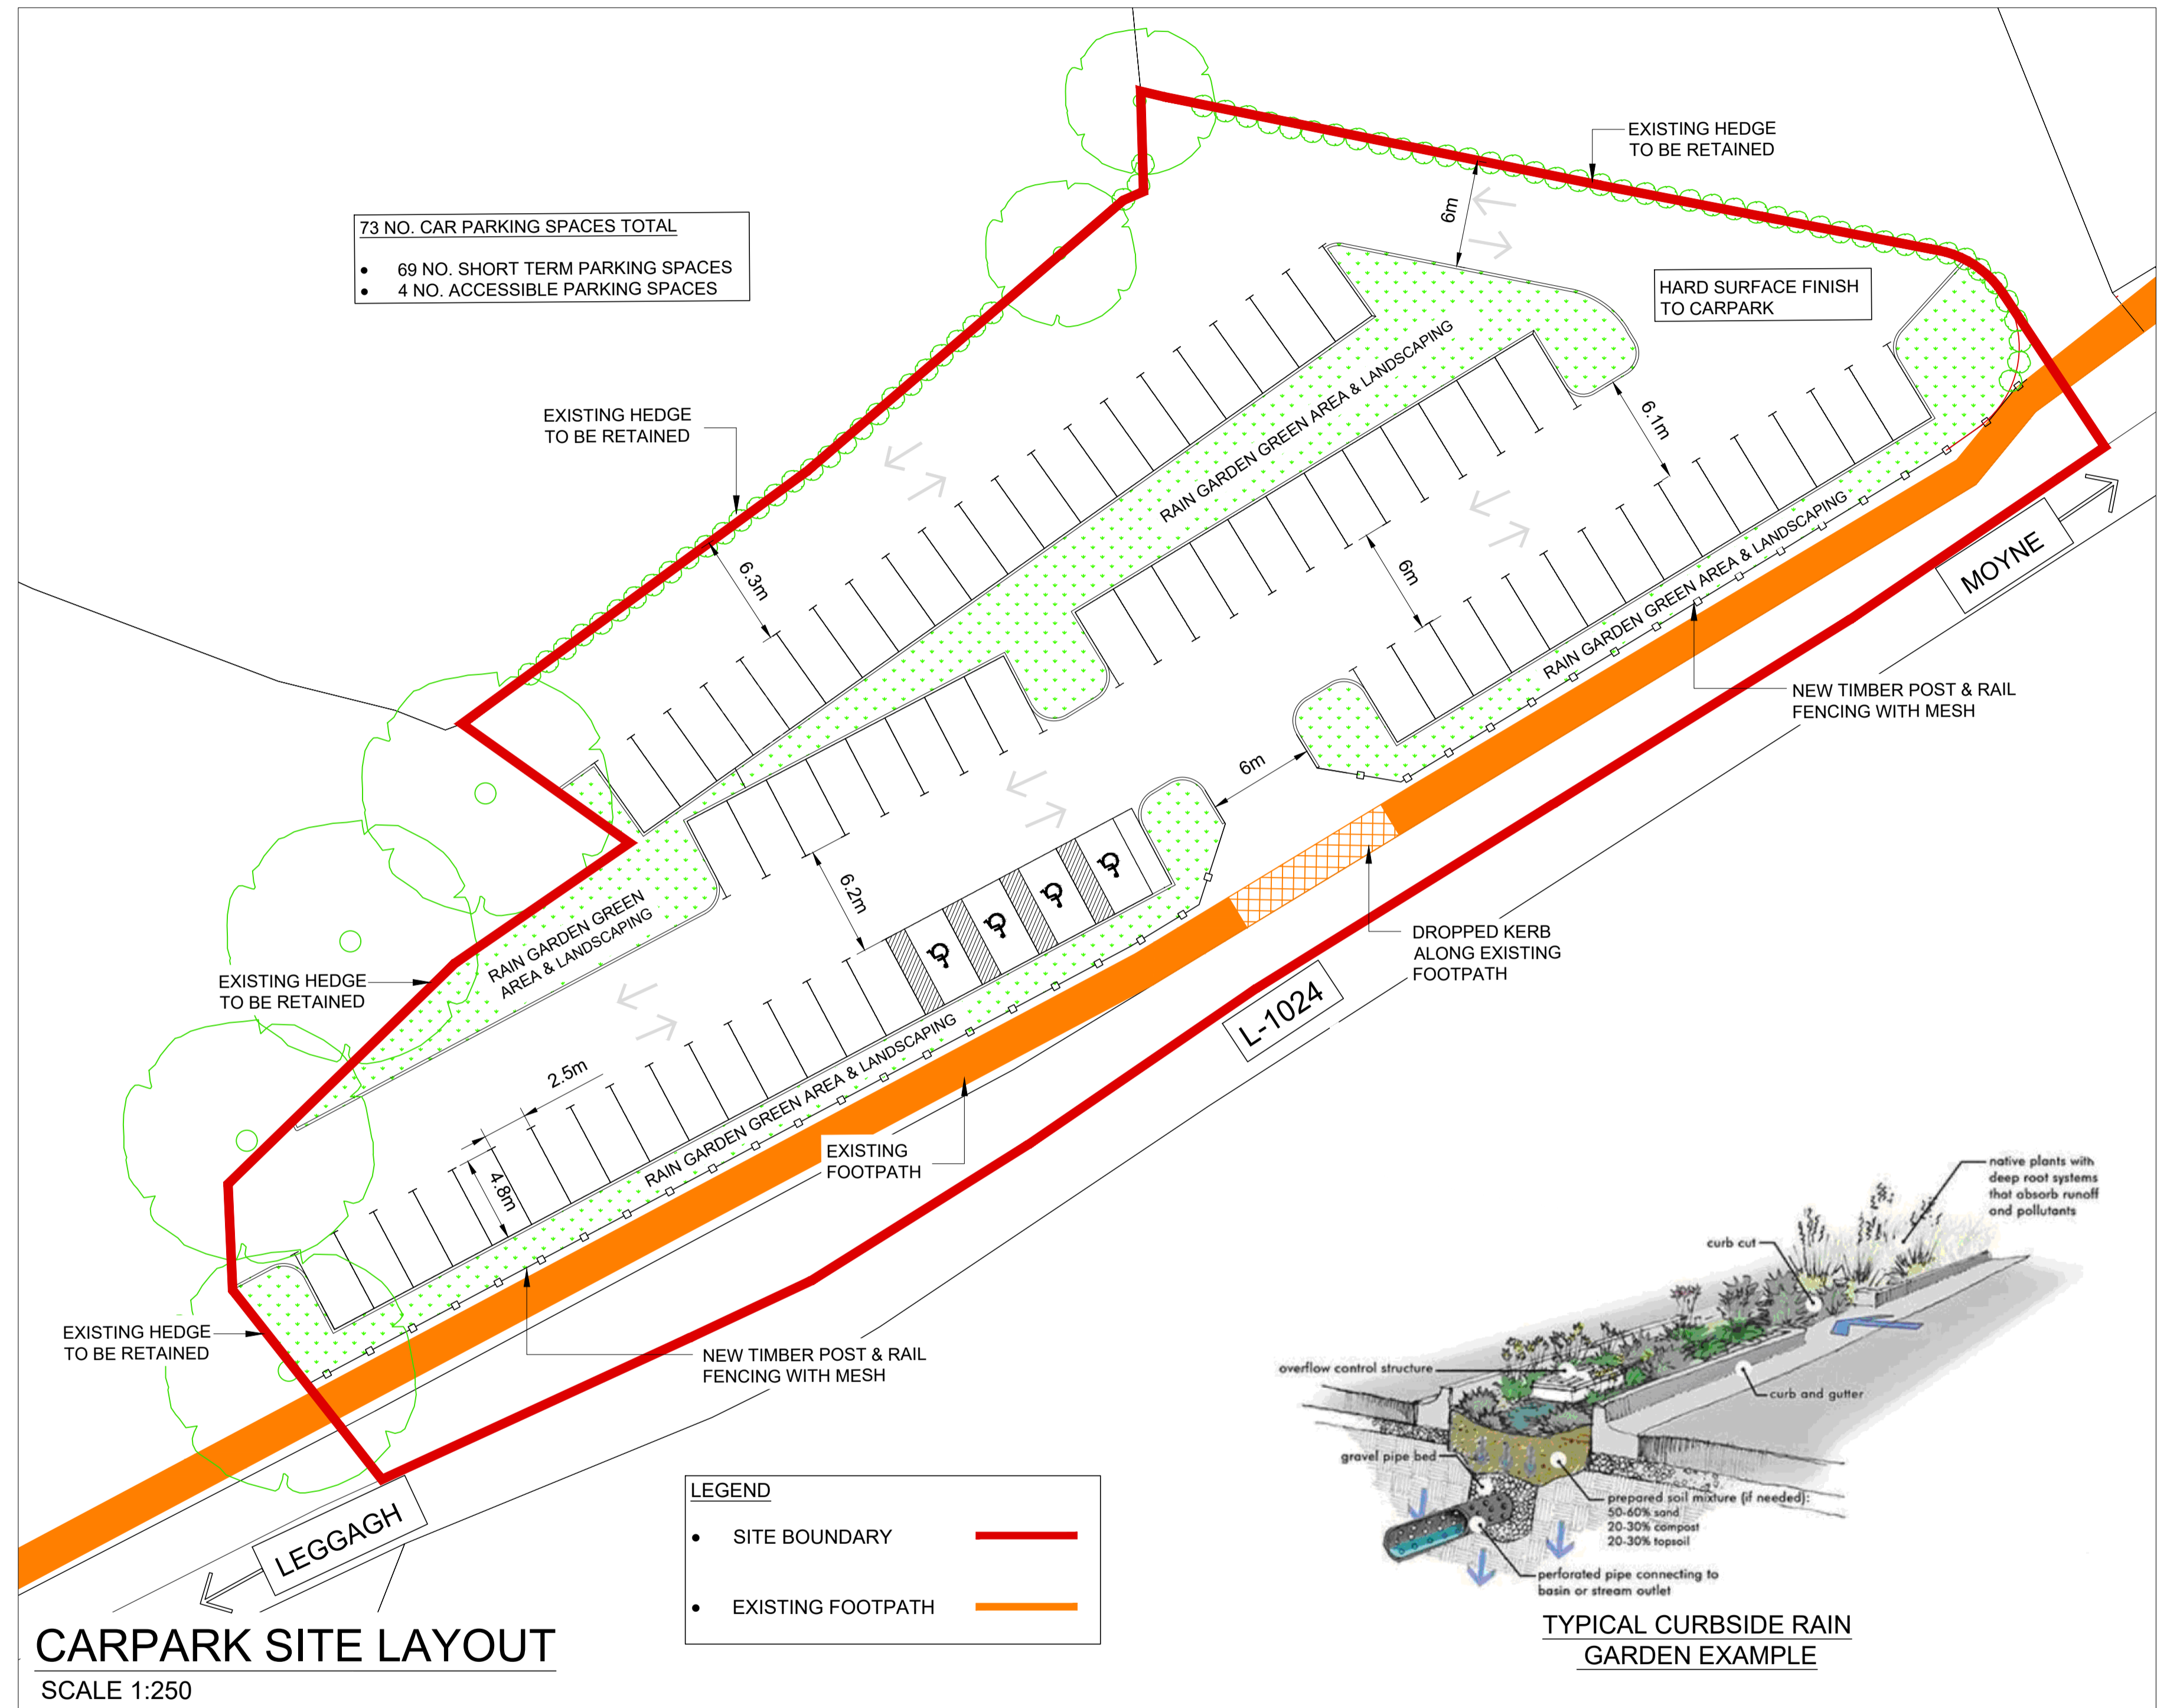 EXISTING HEDGE
TO BE RETAINED
73 NO. CAR PARKING SPACES TOTAL
• 69 NO. SHORT TERM PARKING SPACES
• 4 NO. ACCESSIBLE PARKING SPACES
6m
HARD SURFACE FINISH
TO CARPARK
EXISTING HEDGE
TO BE RETAINED
RAIN GARDEN GREEN AREA & LANDSCAPING
6.1m
6.3m
6m
RAIN GARDEN GREEN AREA & LANDSCAPING
MOYNE
NEW TIMBER POST & RAIL
FENCING WITH MESH
6m
6.2m
RAIN GARDEN GREEN
AREA & LANDSCAPING
DROPPED KERB
ALONG EXISTING
FOOTPATH
EXISTING HEDGE
TO BE RETAINED
L-1024
2.5m
4.8m
RAIN GARDEN GREEN AREA & LANDSCAPING
EXISTING
FOOTPATH
EXISTING HEDGE
TO BE RETAINED
NEW TIMBER POST & RAIL
FENCING WITH MESH
LEGGAGH
LEGEND
• SITE BOUNDARY
• EXISTING FOOTPATH
native plants with
deep root systems
that absorb runoff
and pollutants
curb cut
overflow control structure
curb and gutter
gravel pipe bed
prepared soil mixture (if needed):
50-60% sand
20-30% compost
20-30% topsoil
perforated pipe connecting to
basin or stream outlet
TYPICAL CURBSIDE RAIN
GARDEN EXAMPLE
CARPARK SITE LAYOUT
SCALE 1:250